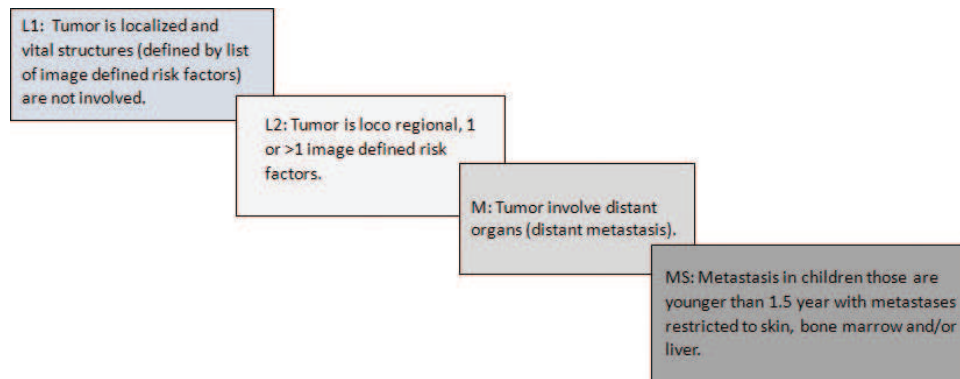 L1: Tumor is localized and
vital structures (defined by list
of image defined risk factors)
are not involved.
L2: Tumor is loco regional, 1
or >1 image defined risk
factors.
M: Tumor involve distant
organs (distant metastasis).
MS: Metastasis in children those are
younger than 1.5 year with metastases
restricted to skin, bone marrow and/or
liver.